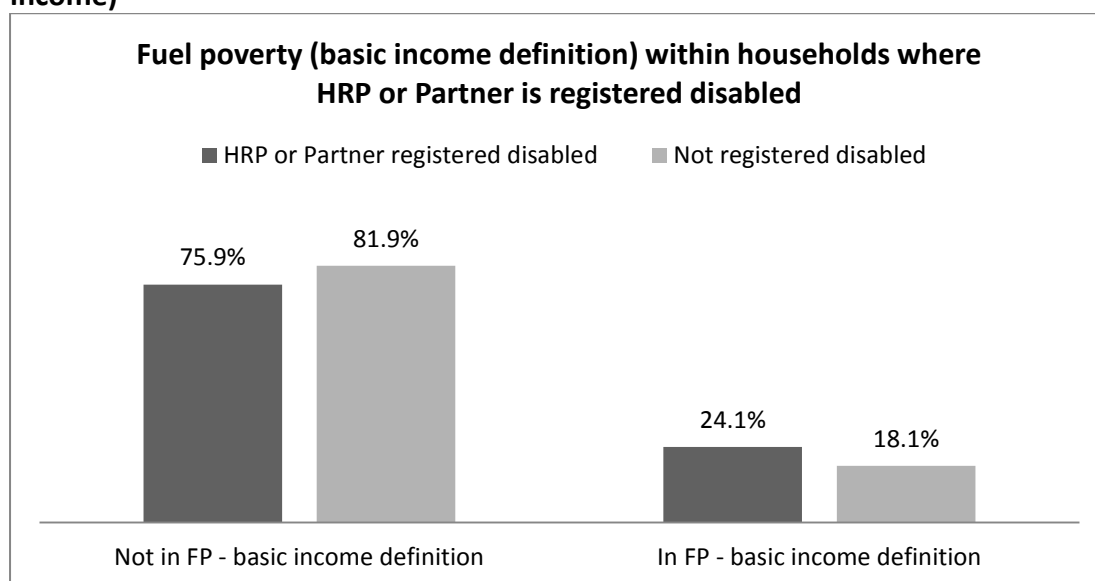 income)
Fuel poverty (basic income definition) within households where
HRP or Partner is registered disabled
HRP or Partner registered disabled Not registered disabled
75.9% 81.9%
24.1% 18.1%
Not in FP - basic income definition In FP - basic income definition